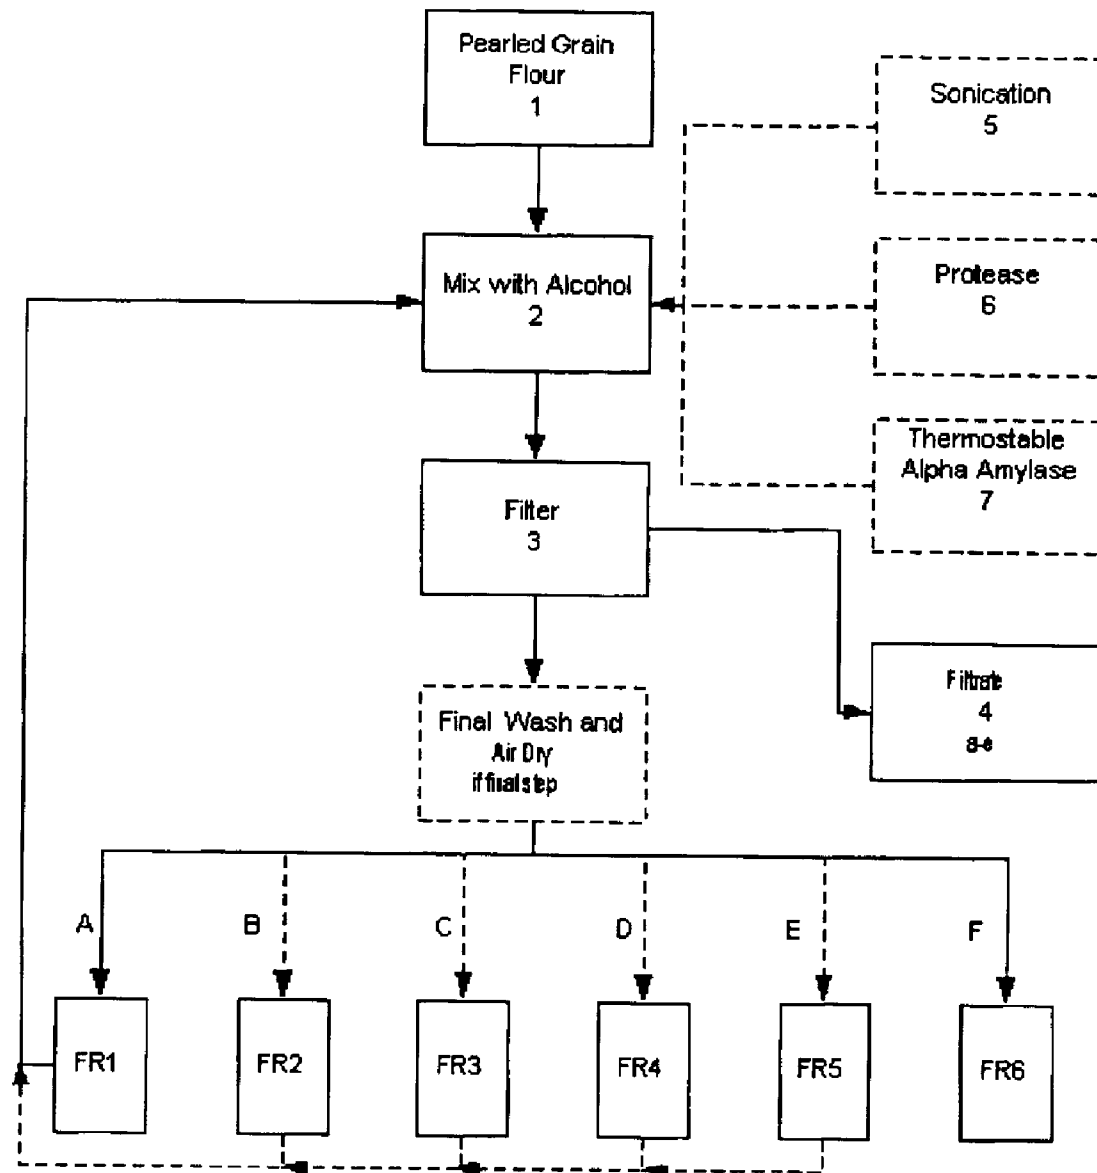 Pearled Grain
Flour
1
Sonication
5
Mix with Alcohol
2
Protease
6
Thermostable
Alpha Amylase
7
Filter
3
Filtrate
4
a-e
Final Wash and
Air Dry
if final step
A
B
C
D
E
F
FR1
FR2
FR3
FR4
FR5
FR6